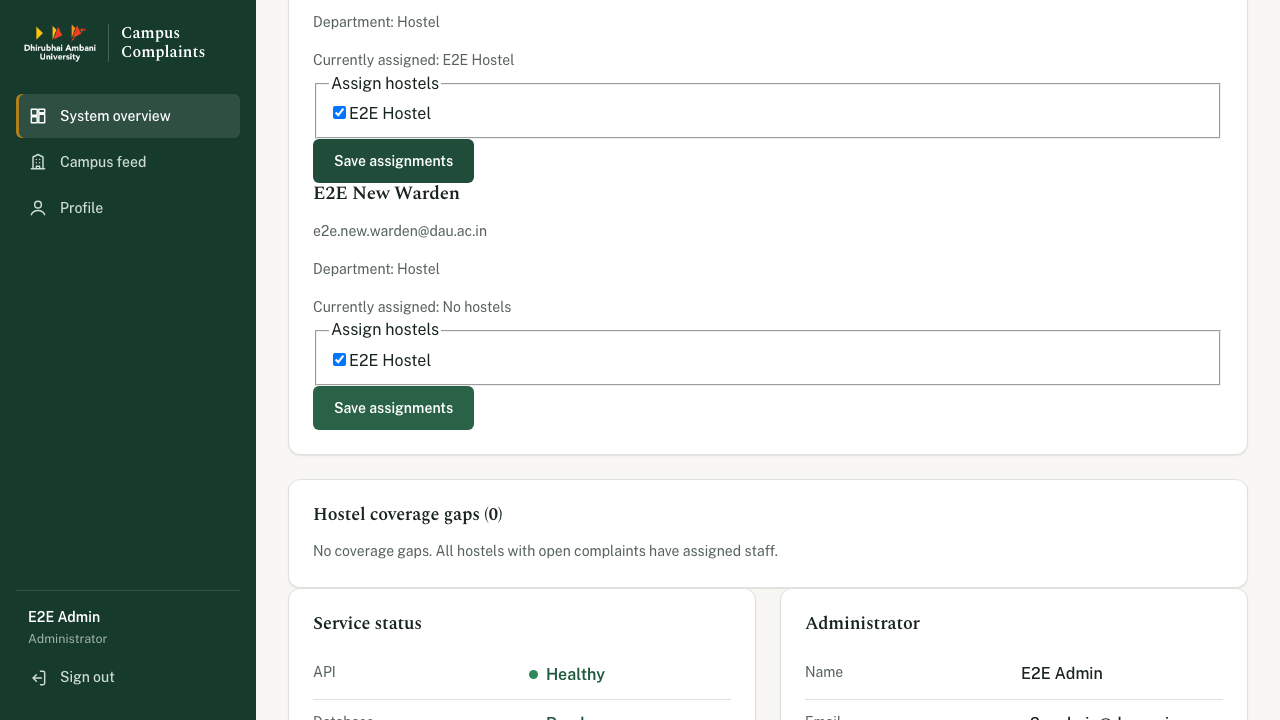 Dhirubhai Ambani
University
Campus
Complaints
System overview
Campus feed
Profile
E2E Admin
Administrator
Sign out
Department: Hostel
Currently assigned: E2E Hostel
Assign hostels
E2E Hostel
Save assignments
E2E New Warden
e2e.new.warden@dau.ac.in
Department: Hostel
Currently assigned: No hostels
Assign hostels
E2E Hostel
Save assignments
Hostel coverage gaps (0)
No coverage gaps. All hostels with open complaints have assigned staff.
Service status
API
Healthy
Database
Administrator
Name
E2E Admin
Email